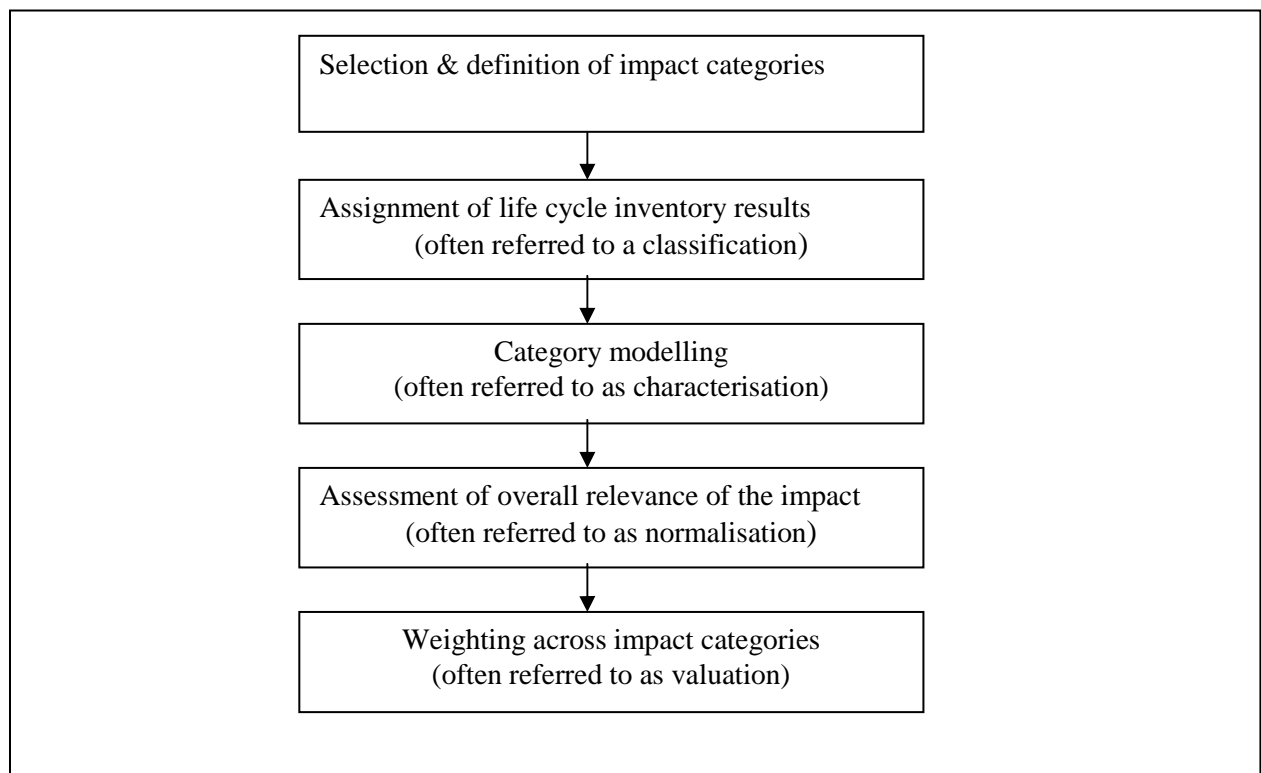 Selection & definition of impact categories
Assignment of life cycle inventory results
(often referred to a classification)
Category modelling
(often referred to as characterisation)
Assessment of overall relevance of the impact
(often referred to as normalisation)
Weighting across impact categories
(often referred to as valuation)